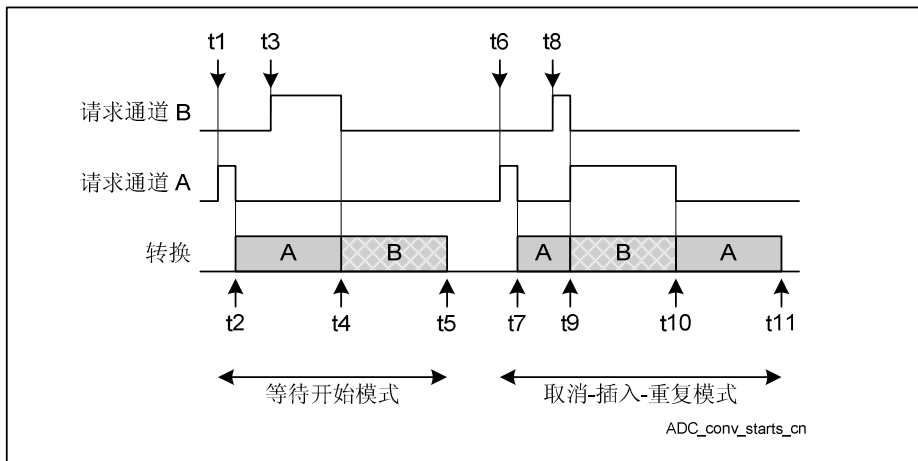 t1 t3 t6 t8
请求通道 B
请求通道 A
转换 A B A B A
t2 t4 t5 t7 t9 t10 t11
等待开始模式 取消-插入-重复模式
ADC_conv_starts_cn